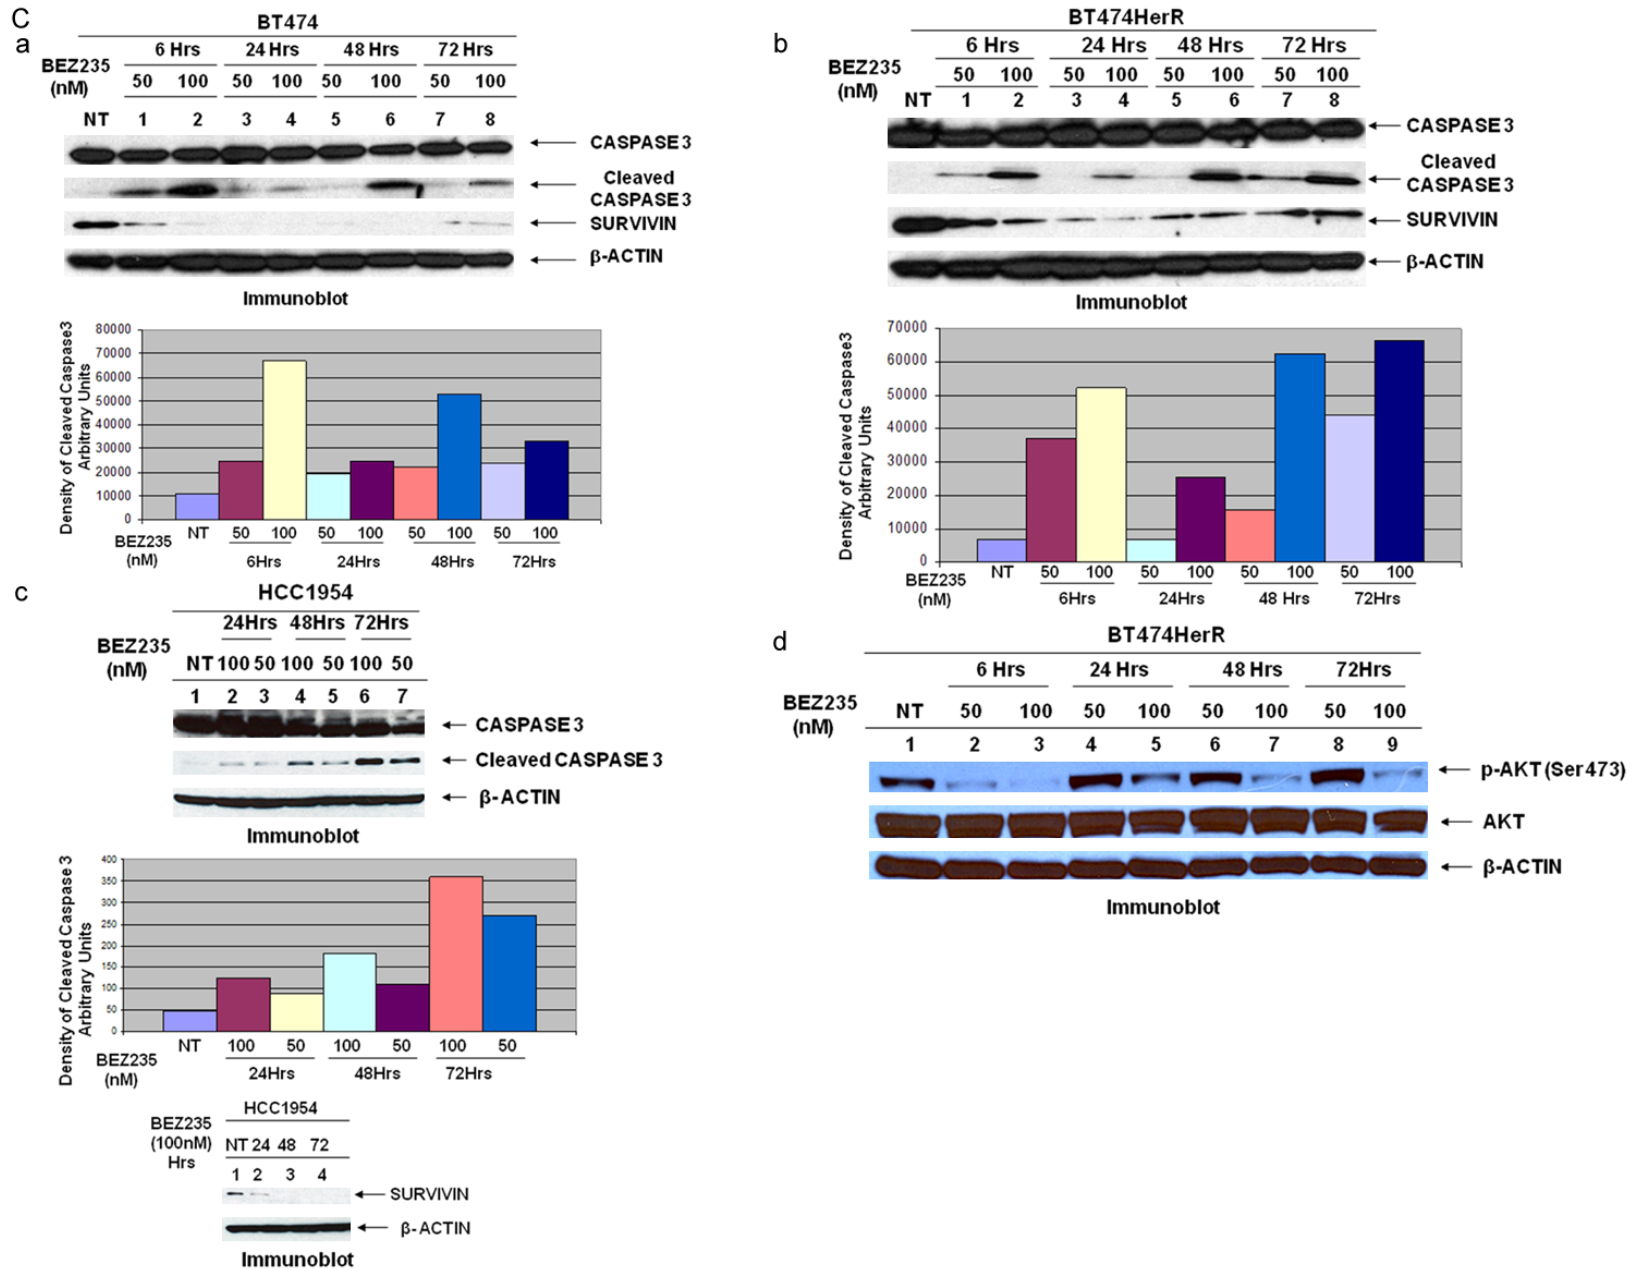 C
a
BT474
6 Hrs 24 Hrs 48 Hrs 72 Hrs
BEZ235
(nM)
50 100 50 100 50 100 50 100
NT 1 2 3 4 5 6 7 8
CASPASE 3
Cleaved
CASPASE 3
SURVIVIN
β-ACTIN
Immunoblot
Density of Cleaved Caspase3
Arbitrary Units
80000
70000
60000
50000
40000
30000
20000
10000
0
BEZ235
(nM)
NT 50 100 50 100 50 100 50 100
6Hrs 24Hrs 48Hrs 72Hrs
b
BT474HerR
6 Hrs 24 Hrs 48 Hrs 72 Hrs
BEZ235
(nM)
50 100 50 100 50 100 50 100
NT 1 2 3 4 5 6 7 8
CASPASE 3
Cleaved
CASPASE 3
SURVIVIN
β-ACTIN
Immunoblot
Density of Cleaved Caspase3
Arbitrary Units
70000
60000
50000
40000
30000
20000
10000
0
BEZ235
(nM)
NT 50 100 50 100 50 100 50 100
6Hrs 24Hrs 48 Hrs 72Hrs
c
HCC1954
24Hrs 48Hrs 72Hrs
BEZ235
(nM)
NT 100 50 100 50 100 50
1 2 3 4 5 6 7
CASPASE 3
Cleaved CASPASE 3
β- ACTIN
Immunoblot
Density of Cleaved Caspase 3
Arbitrary Units
400
350
300
250
200
150
100
50
0
BEZ235
(nM)
NT 100 50 100 50 100 50
24Hrs 48Hrs 72Hrs
HCC1954
BEZ235
(100nM)
Hrs
NT 24 48 72
1 2 3 4
SURVIVIN
β- ACTIN
Immunoblot
d
BT474HerR
6 Hrs 24 Hrs 48 Hrs 72Hrs
BEZ235
(nM)
NT 50 100 50 100 50 100 50 100
1 2 3 4 5 6 7 8 9
p-AKT (Ser473)
AKT
β-ACTIN
Immunoblot